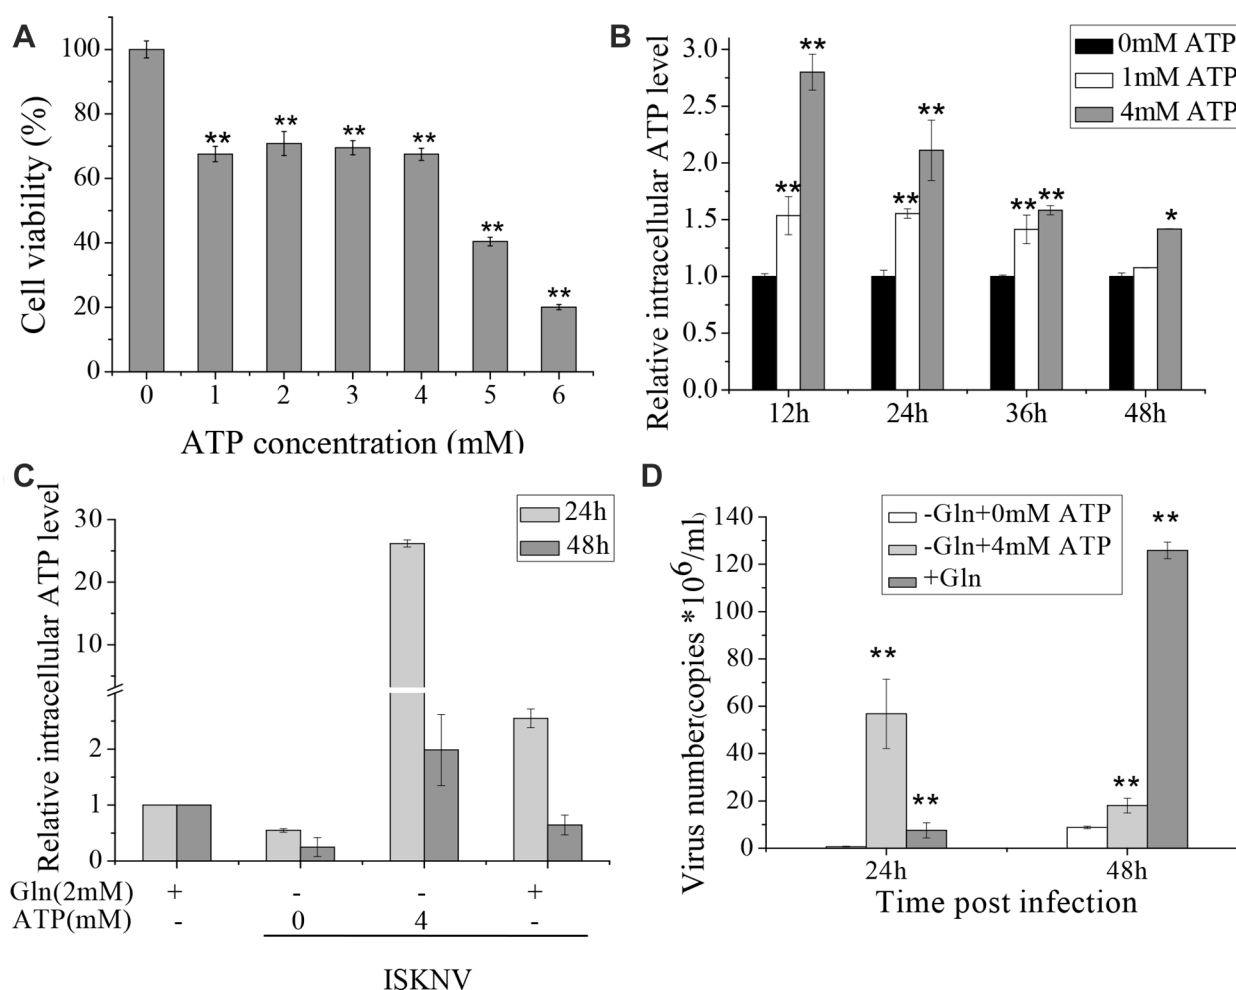 A
Cell viability (%)
100
80
60
40
20
0
** ** ** ** ** **
0 1 2 3 4 5 6
ATP concentration (mM)
B
Relative intracellular ATP level
3.0
2.5
2.0
1.5
1.0
0.5
0.0
0mM ATP
1mM ATP
4mM ATP
** ** ** ** ** ** *
12h 24h 36h 48h
C
Relative intracellular ATP level
30
20
10
2
1
0
24h
48h
Gln(2mM) + - - +
ATP(mM) - 0 4 -
ISKNV
D
Virus number(copies *10⁶/ml)
140
120
100
80
60
40
20
0
-Gln+0mM ATP
-Gln+4mM ATP
+Gln
** ** ** **
24h 48h
Time post infection